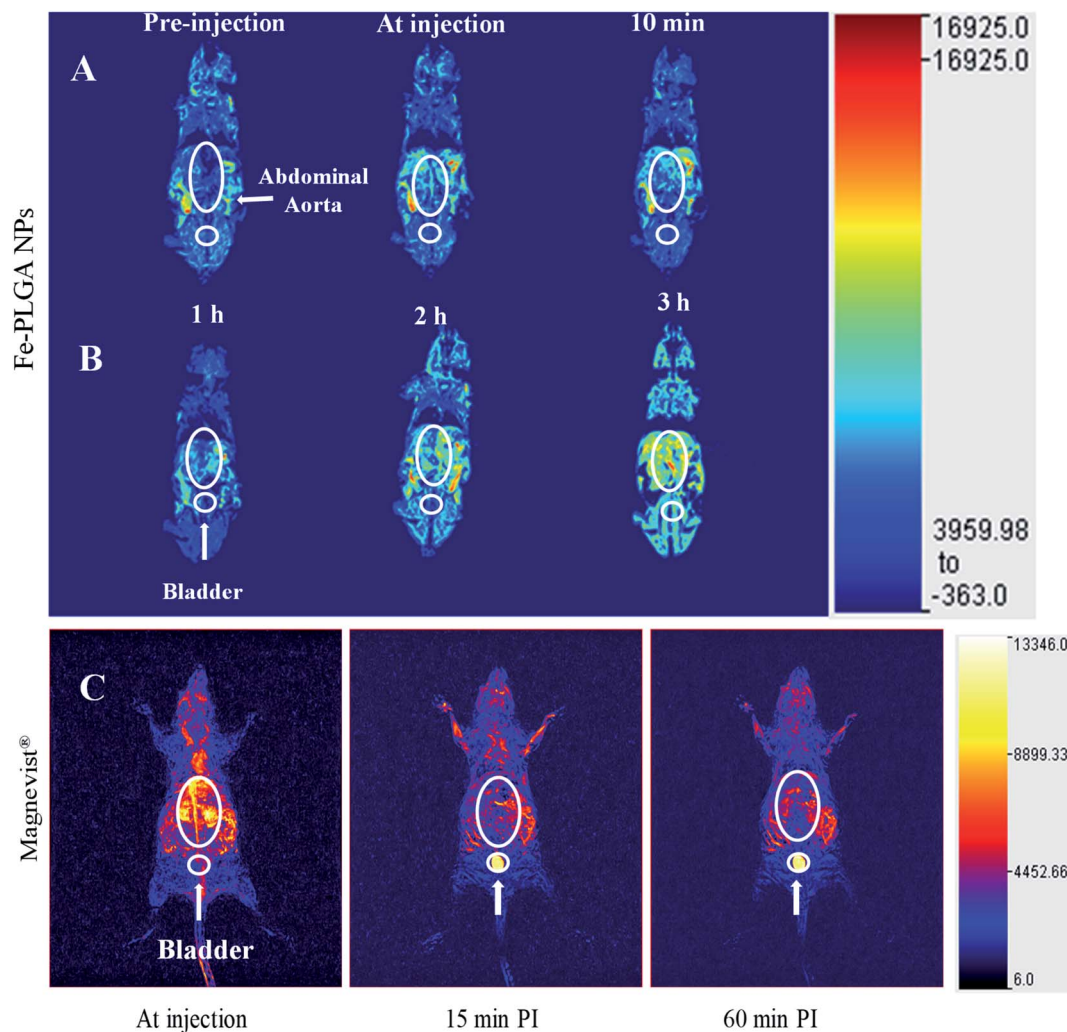 Pre-injection
At injection
10 min
A
Abdominal
Aorta
1 h
2 h
3 h
B
Bladder
Fe-PLGA NPs
16925.0
16925.0
3959.98
to
-363.0
C
Bladder
Magnevist®
13346.0
8899.33
4452.66
6.0
At injection
15 min PI
60 min PI